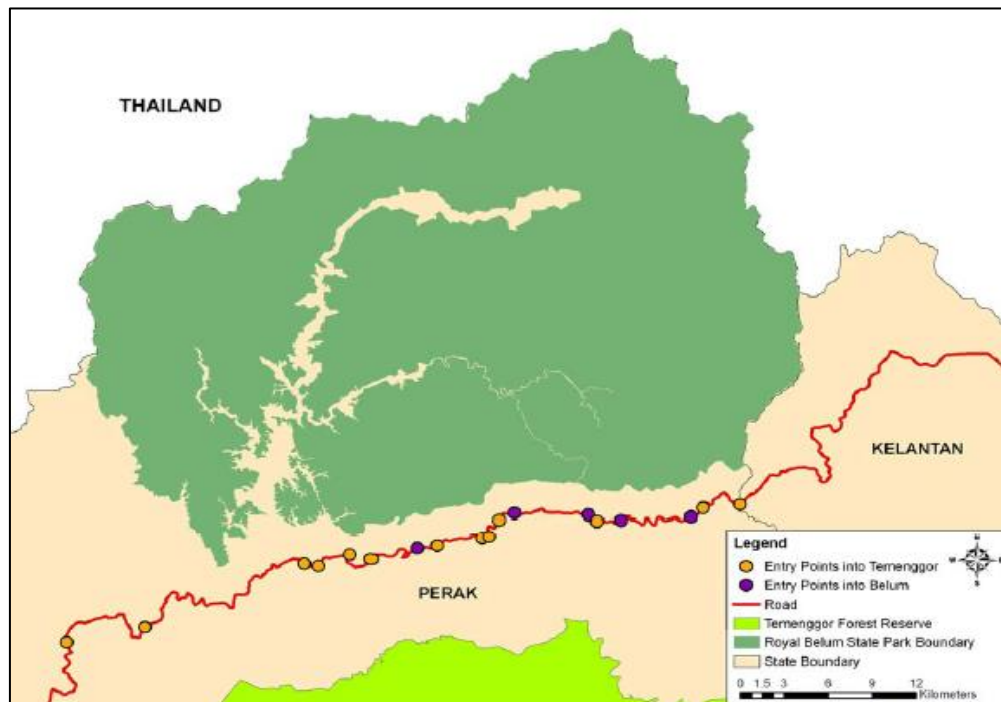 THAILAND
KELANTAN
PERAK
Legend
Entry Points into Temenggor
Entry Points into Belum
Road
Temenggor Forest Reserve
Royal Belum State Park Boundary
State Boundary
N
W E
S
0 1.5 3 6 9 12
Kilometers